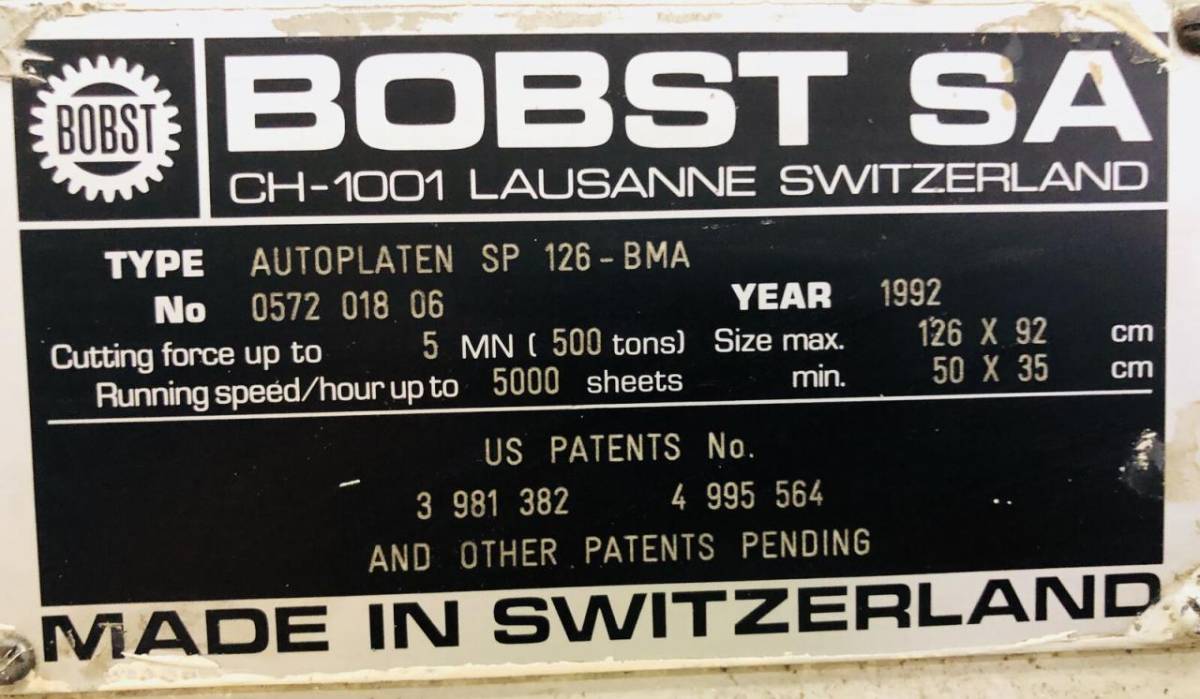 BOBST
BOBST SA
CH-1001 LAUSANNE SWITZERLAND
TYPE AUTOPLATEN SP 126-BMA
No 0572 018 06 YEAR 1992
Cutting force up to 5 MN ( 500 tons) Size max. 126 X 92 cm
Running speed/hour up to 5000 sheets min. 50 X 35 cm
US PATENTS No.
3 981 382 4 995 564
AND OTHER PATENTS PENDING
MADE IN SWITZERLAND